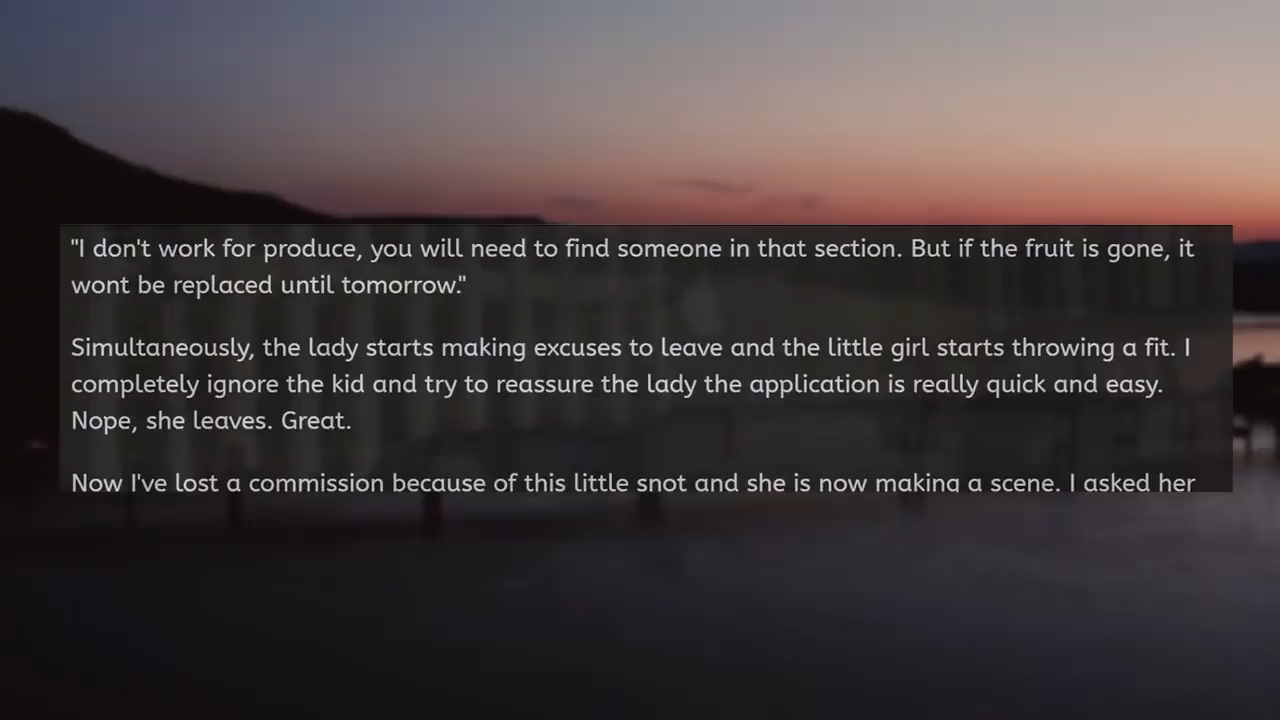 "I don't work for produce, you will need to find someone in that section. But if the fruit is gone, it
wont be replaced until tomorrow."
Simultaneously, the lady starts making excuses to leave and the little girl starts throwing a fit. I
completely ignore the kid and try to reassure the lady the application is really quick and easy.
Nope, she leaves. Great.
Now I've lost a commission because of this little snot and she is now making a scene. I asked her